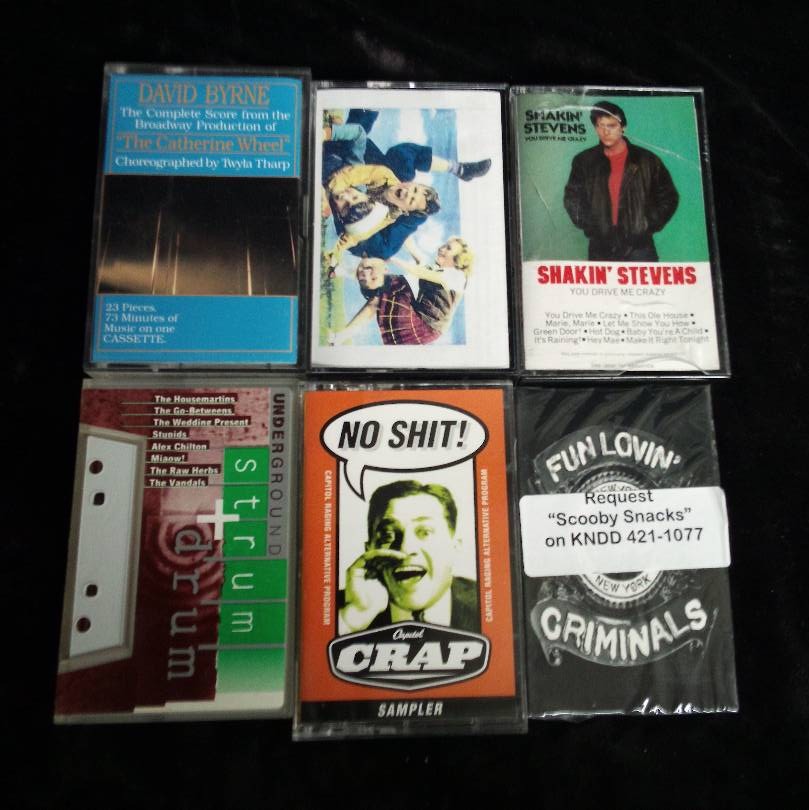 DAVID BYRNE
The Complete Score from the
Broadway Production of
"The Catherine Wheel"
Choreographed by Twyla Tharp
23 Pieces.
73 Minutes of
Music on one
CASSETTE.
SHAKIN'
STEVENS
YOU DRIVE ME CRAZY
SHAKIN' STEVENS
YOU DRIVE ME CRAZY
You Drive Me Crazy • This Ole House •
Marie, Marie • Let Me Show You How •
Green Door! • Hot Dog • Baby You're A Child •
It's Raining! • Hey Mae • Make It Right Tonight
The Housemartins
The Go-Betweens
The Wedding Present
Stupids
Alex Chilton
Miaow!
The Raw Herbs
The Vandals
UNDERGROUND
strum
+
drum
NO SHIT!
CAPITOL RAGING ALTERNATIVE PROGRAM
CAPITOL RAGING ALTERNATIVE PROGRAM
Capitol
CRAP
SAMPLER
FUN LOVIN'
NEW YORK
Request
"Scooby Snacks"
on KNDD 421-1077
NEW YORK
CRIMINALS